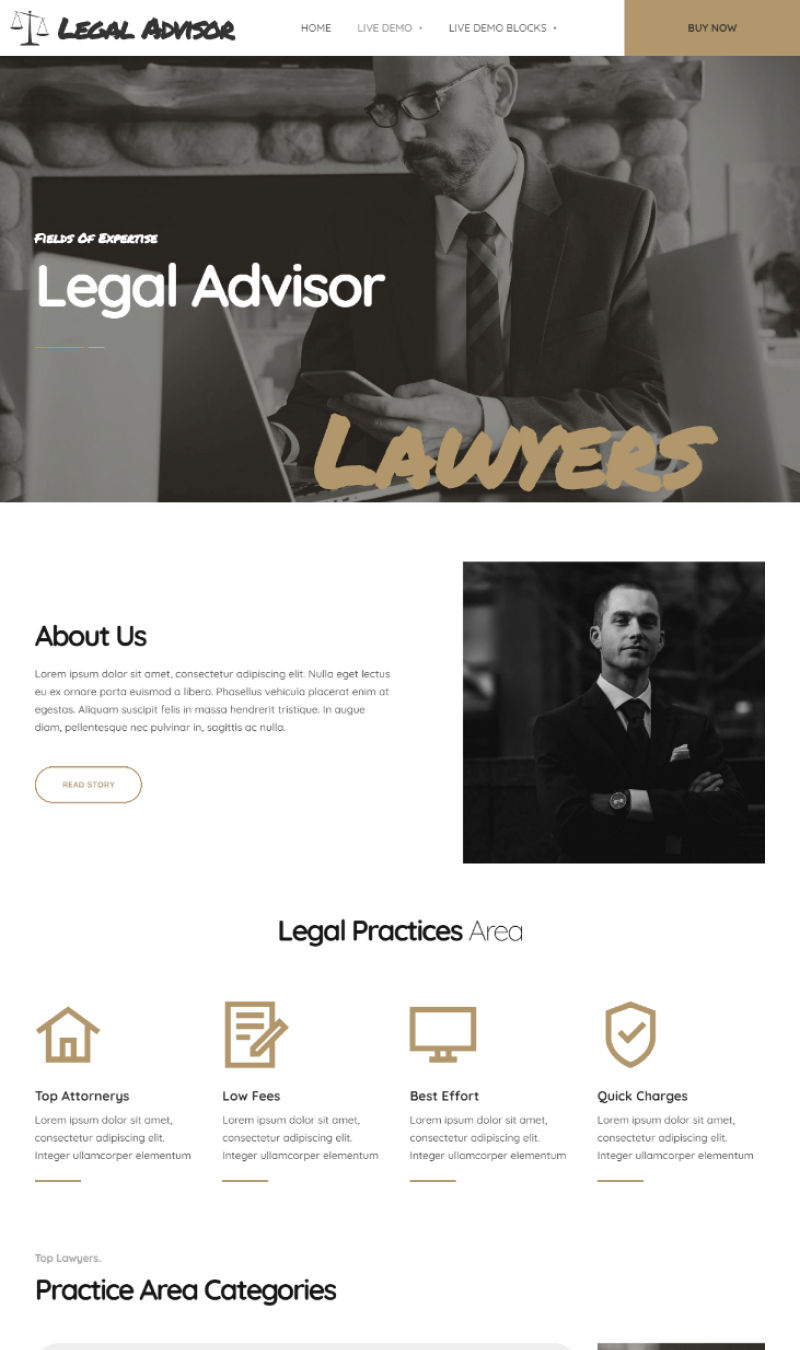 LEGAL ADVISOR
HOME
LIVE DEMO
LIVE DEMO BLOCKS
BUY NOW
FIELDS OF EXPERTISE
Legal Advisor
LAWYERS
About Us
Lorem ipsum dolor sit amet, consectetur adipiscing elit. Nulla eget lectus
eu ex ornare porta euismod a libero. Phasellus vehicula placerat enim at
egestas. Aliquam suscipit felis in massa hendrerit tristique. In augue
diam, pellentesque nec pulvinar in, sagittis ac nulla.
READ STORY
Legal Practices Area
Top Attornerys
Lorem ipsum dolor sit amet,
consectetur adipiscing elit.
Integer ullamcorper elementum
Low Fees
Lorem ipsum dolor sit amet,
consectetur adipiscing elit.
Integer ullamcorper elementum
Best Effort
Lorem ipsum dolor sit amet,
consectetur adipiscing elit.
Integer ullamcorper elementum
Quick Charges
Lorem ipsum dolor sit amet,
consectetur adipiscing elit.
Integer ullamcorper elementum
Top Lawyers.
Practice Area Categories